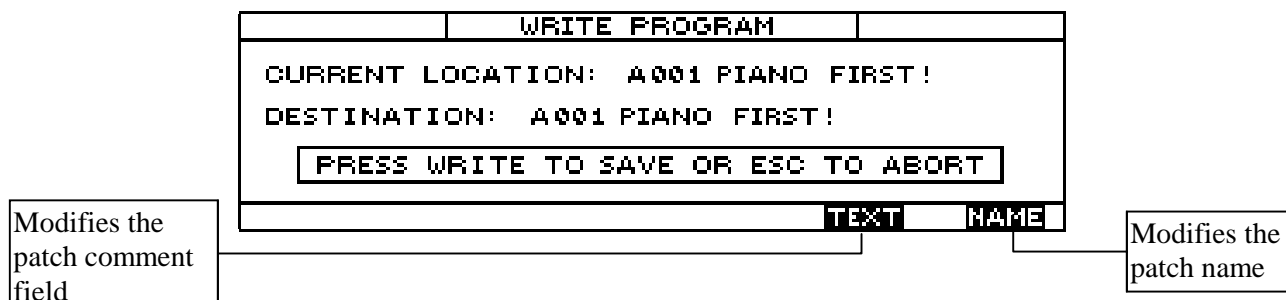 WRITE PROGRAM
CURRENT LOCATION: A001 PIANO FIRST!
DESTINATION: A001 PIANO FIRST!
PRESS WRITE TO SAVE OR ESC TO ABORT
TEXT NAME
Modifies the
patch comment
field
Modifies the
patch name